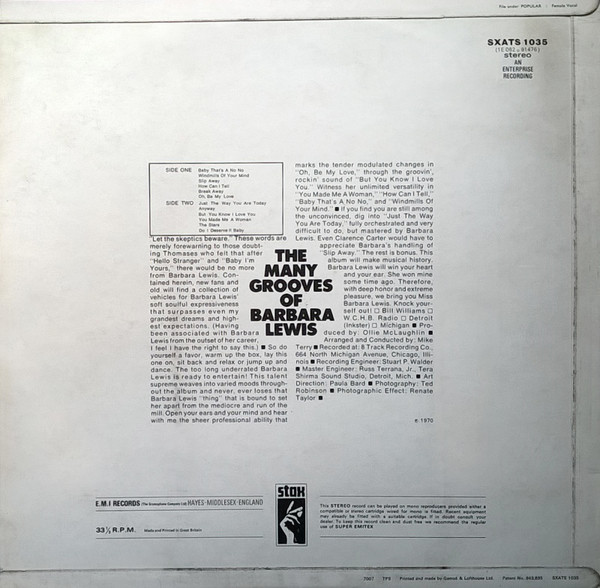 File under POPULAR : Female Vocal
SXATS 1035
(1E 062 o 91476)
stereo
AN
ENTERPRISE
RECORDING
SIDE ONE Baby That's A No No
Windmills Of Your Mind
Slip Away
How Can I Tell
Break Away
Oh, Be My Love
SIDE TWO Just The Way You Are Today
Anyway
But You Know I Love You
You Made Me A Woman
The Stars
Do I Deserve It Baby
"Let the skeptics beware." These words are
merely forewarning to those doubt-
ing Thomases who felt that after
"Hello Stranger" and "Baby I'm
Yours," there would be no more
from Barbara Lewis. Con-
tained herein, new fans and
old will find a collection of
vehicles for Barbara Lewis'
soft soulful expressiveness
that surpasses even my
grandest dreams and high-
est expectations. (Having
been associated with Barbara
Lewis from the outset of her career,
I feel I have the right to say this.) ■ So do
yourself a favor, warm up the box, lay this
one on, sit back and relax or jump up and
dance. The too long underrated Barbara
Lewis is ready to entertain! This talent
supreme weaves into varied moods through-
out the album and never, ever loses that
Barbara Lewis "thing" that is bound to set
her apart from the mediocre and run of the
mill. Open your ears and your mind and hear
with me the sheer professional ability that
THE
MANY
GROOVES
OF
BARBARA
LEWIS
marks the tender modulated changes in
"Oh, Be My Love," through the groovin',
rockin' sound of "But You Know I Love
You." Witness her unlimited versatility in
"You Made Me A Woman," "How Can I Tell,"
"Baby That's A No No," and "Windmills Of
Your Mind." ■ If you find you are still among
the unconvinced, dig into "Just The Way
You Are Today," fully orchestrated and very
difficult to do, but mastered by Barbara
Lewis. Even Clarence Carter would have to
appreciate Barbara's handling of
"Slip Away." The rest is bonus. This
album will make musical history.
Barbara Lewis will win your heart
and your ear. She won mine
some time ago. Therefore,
with deep honor and extreme
pleasure, we bring you Miss
Barbara Lewis. Knock your-
self out! □ Bill Williams □
W.C.H.B. Radio □ Detroit
(Inkster) □ Michigan ■ Pro-
duced by: Ollie McLaughlin ■
Arranged and Conducted by: Mike
Terry ■ Recorded at: 8 Track Recording Co.,
664 North Michigan Avenue, Chicago, Illi-
nois ■ Recording Engineer: Stuart P. Walder
■ Master Engineer: Russ Terrana, Jr., Tera
Shirma Sound Studio, Detroit, Mich. ■ Art
Direction: Paula Bard ■ Photography: Ted
Robinson ■ Photographic Effect: Renate
Taylor ■
℗ 1970
E.M.I RECORDS (The Gramophone Company Ltd) HAYES·MIDDLESEX·ENGLAND
33⅓ R.P.M. Made and Printed in Great Britain
stax
This STEREO record can be played on mono reproducers provided either a
compatible or stereo cartridge wired for mono is fitted. Recent equipment
may already be fitted with a suitable cartridge. If in doubt consult your
dealer. To keep this record clean and dust free we recommend the regular
use of SUPER EMITEX
7007 TPS Printed and made by Garrod & Lofthouse Ltd. Patent No. 943,895 SXATS 1035